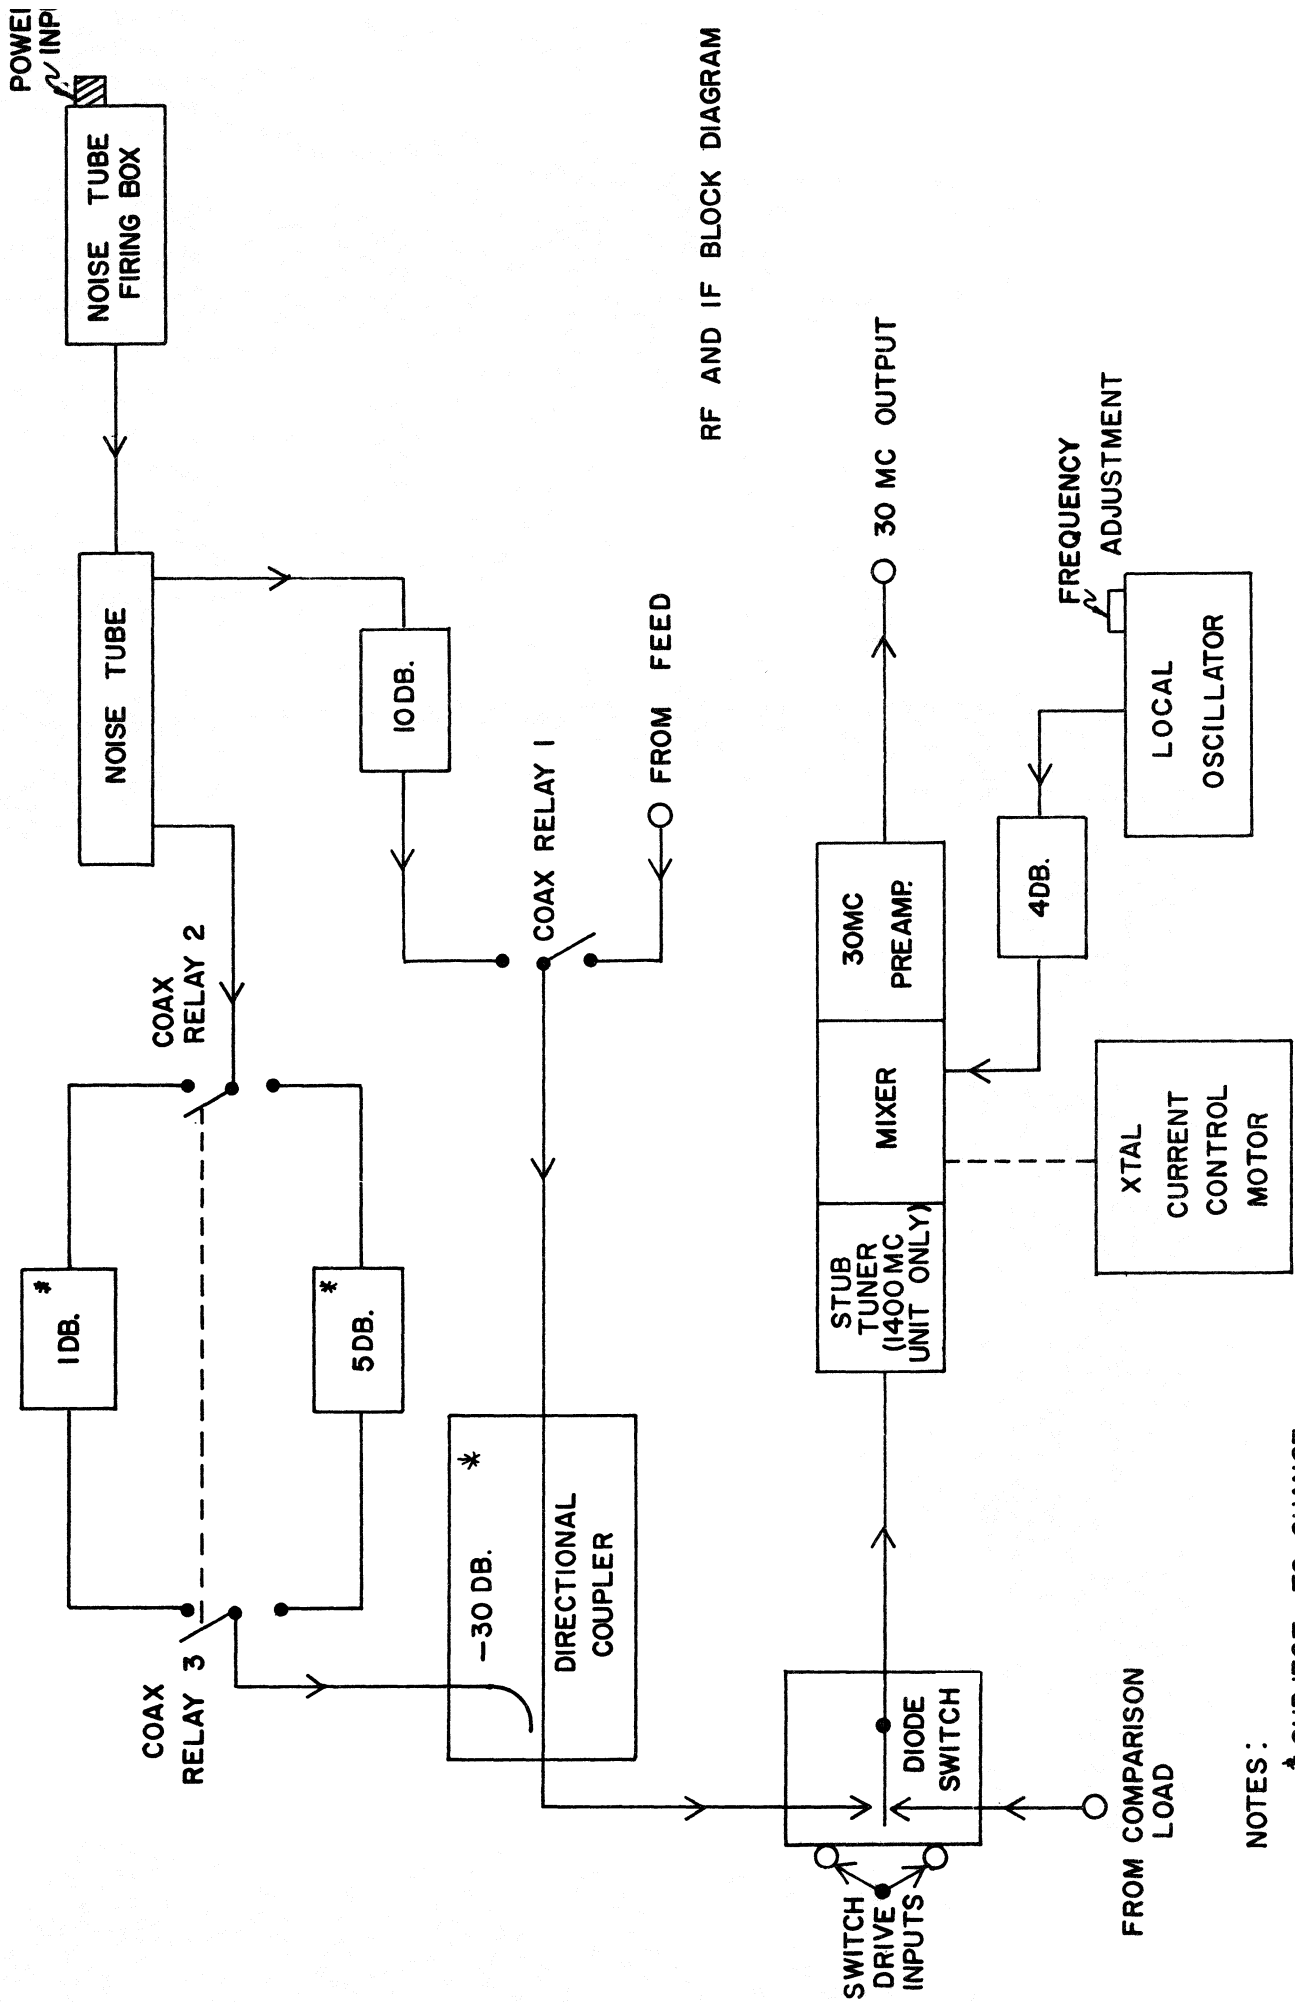 NOISE TUBE
FIRING BOX
NOISE TUBE
COAX
RELAY 2
1 DB. *
5 DB. *
COAX
RELAY 3
10 DB.
COAX RELAY 1
FROM FEED
-30 DB. *
DIRECTIONAL
COUPLER
RF AND IF BLOCK DIAGRAM
SWITCH
DRIVE
INPUTS
DIODE
SWITCH
FROM COMPARISON
LOAD
STUB
TUNER
(1400 MC
UNIT ONLY)
MIXER
30MC
PREAMP.
30 MC OUTPUT
XTAL
CURRENT
CONTROL
MOTOR
4DB.
LOCAL
OSCILLATOR
FREQUENCY
ADJUSTMENT
NOTES: